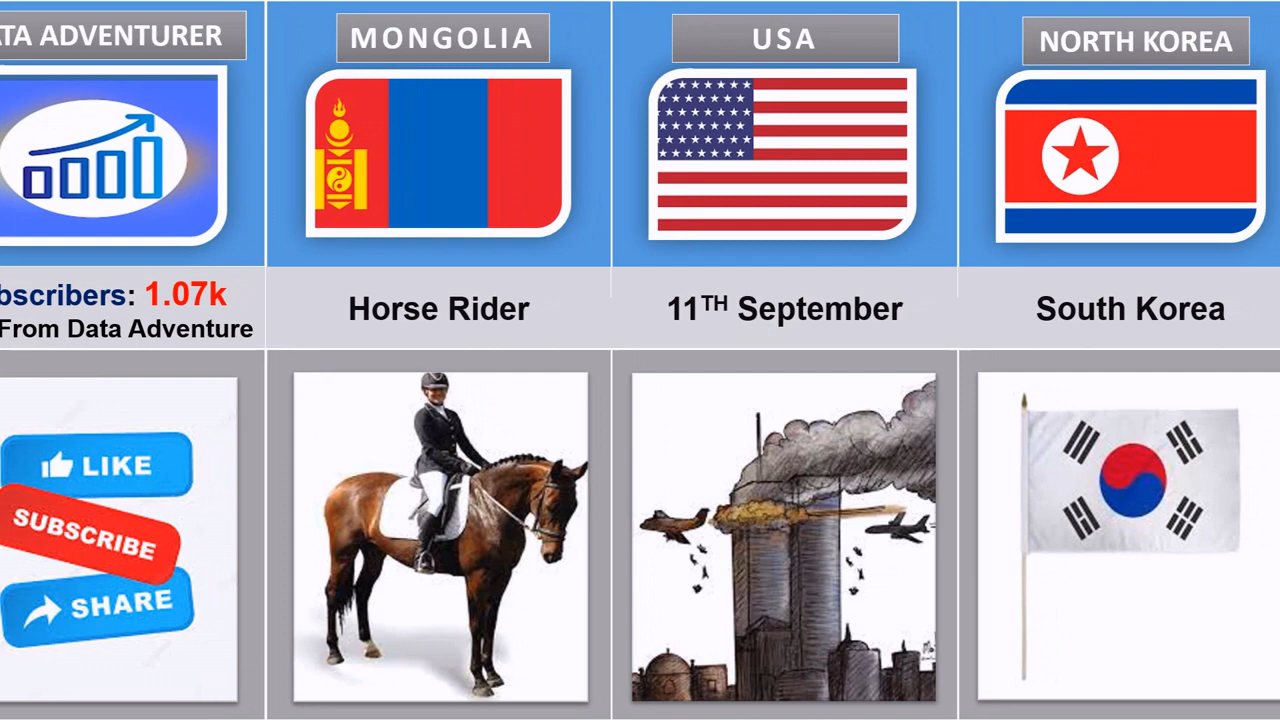 TA ADVENTURER
MONGOLIA
USA
NORTH KOREA
bscribers: 1.07k
From Data Adventure
Horse Rider
11TH September
South Korea
LIKE
SUBSCRIBE
SHARE